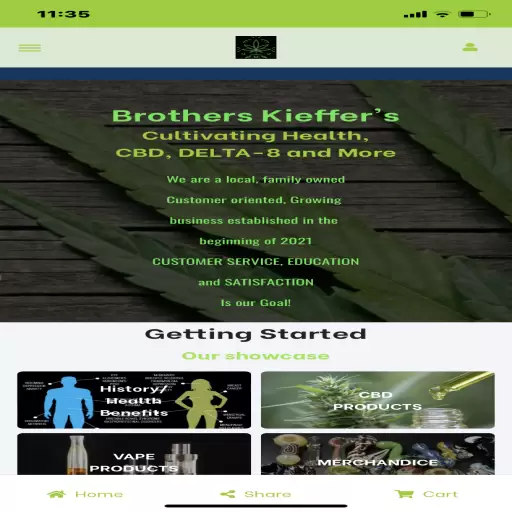 11:35
Brothers Kieffer's
Cultivating Health,
CBD, DELTA-8 and More
We are a local, family owned
Customer oriented, Growing
business established in the
beginning of 2021
CUSTOMER SERVICE, EDUCATION
and SATISFACTION
Is our Goal!
Getting Started
Our showcase
History/
Health
Benefits
CBD
PRODUCTS
VAPE
PRODUCTS
MERCHANDICE
Home
Share
Cart